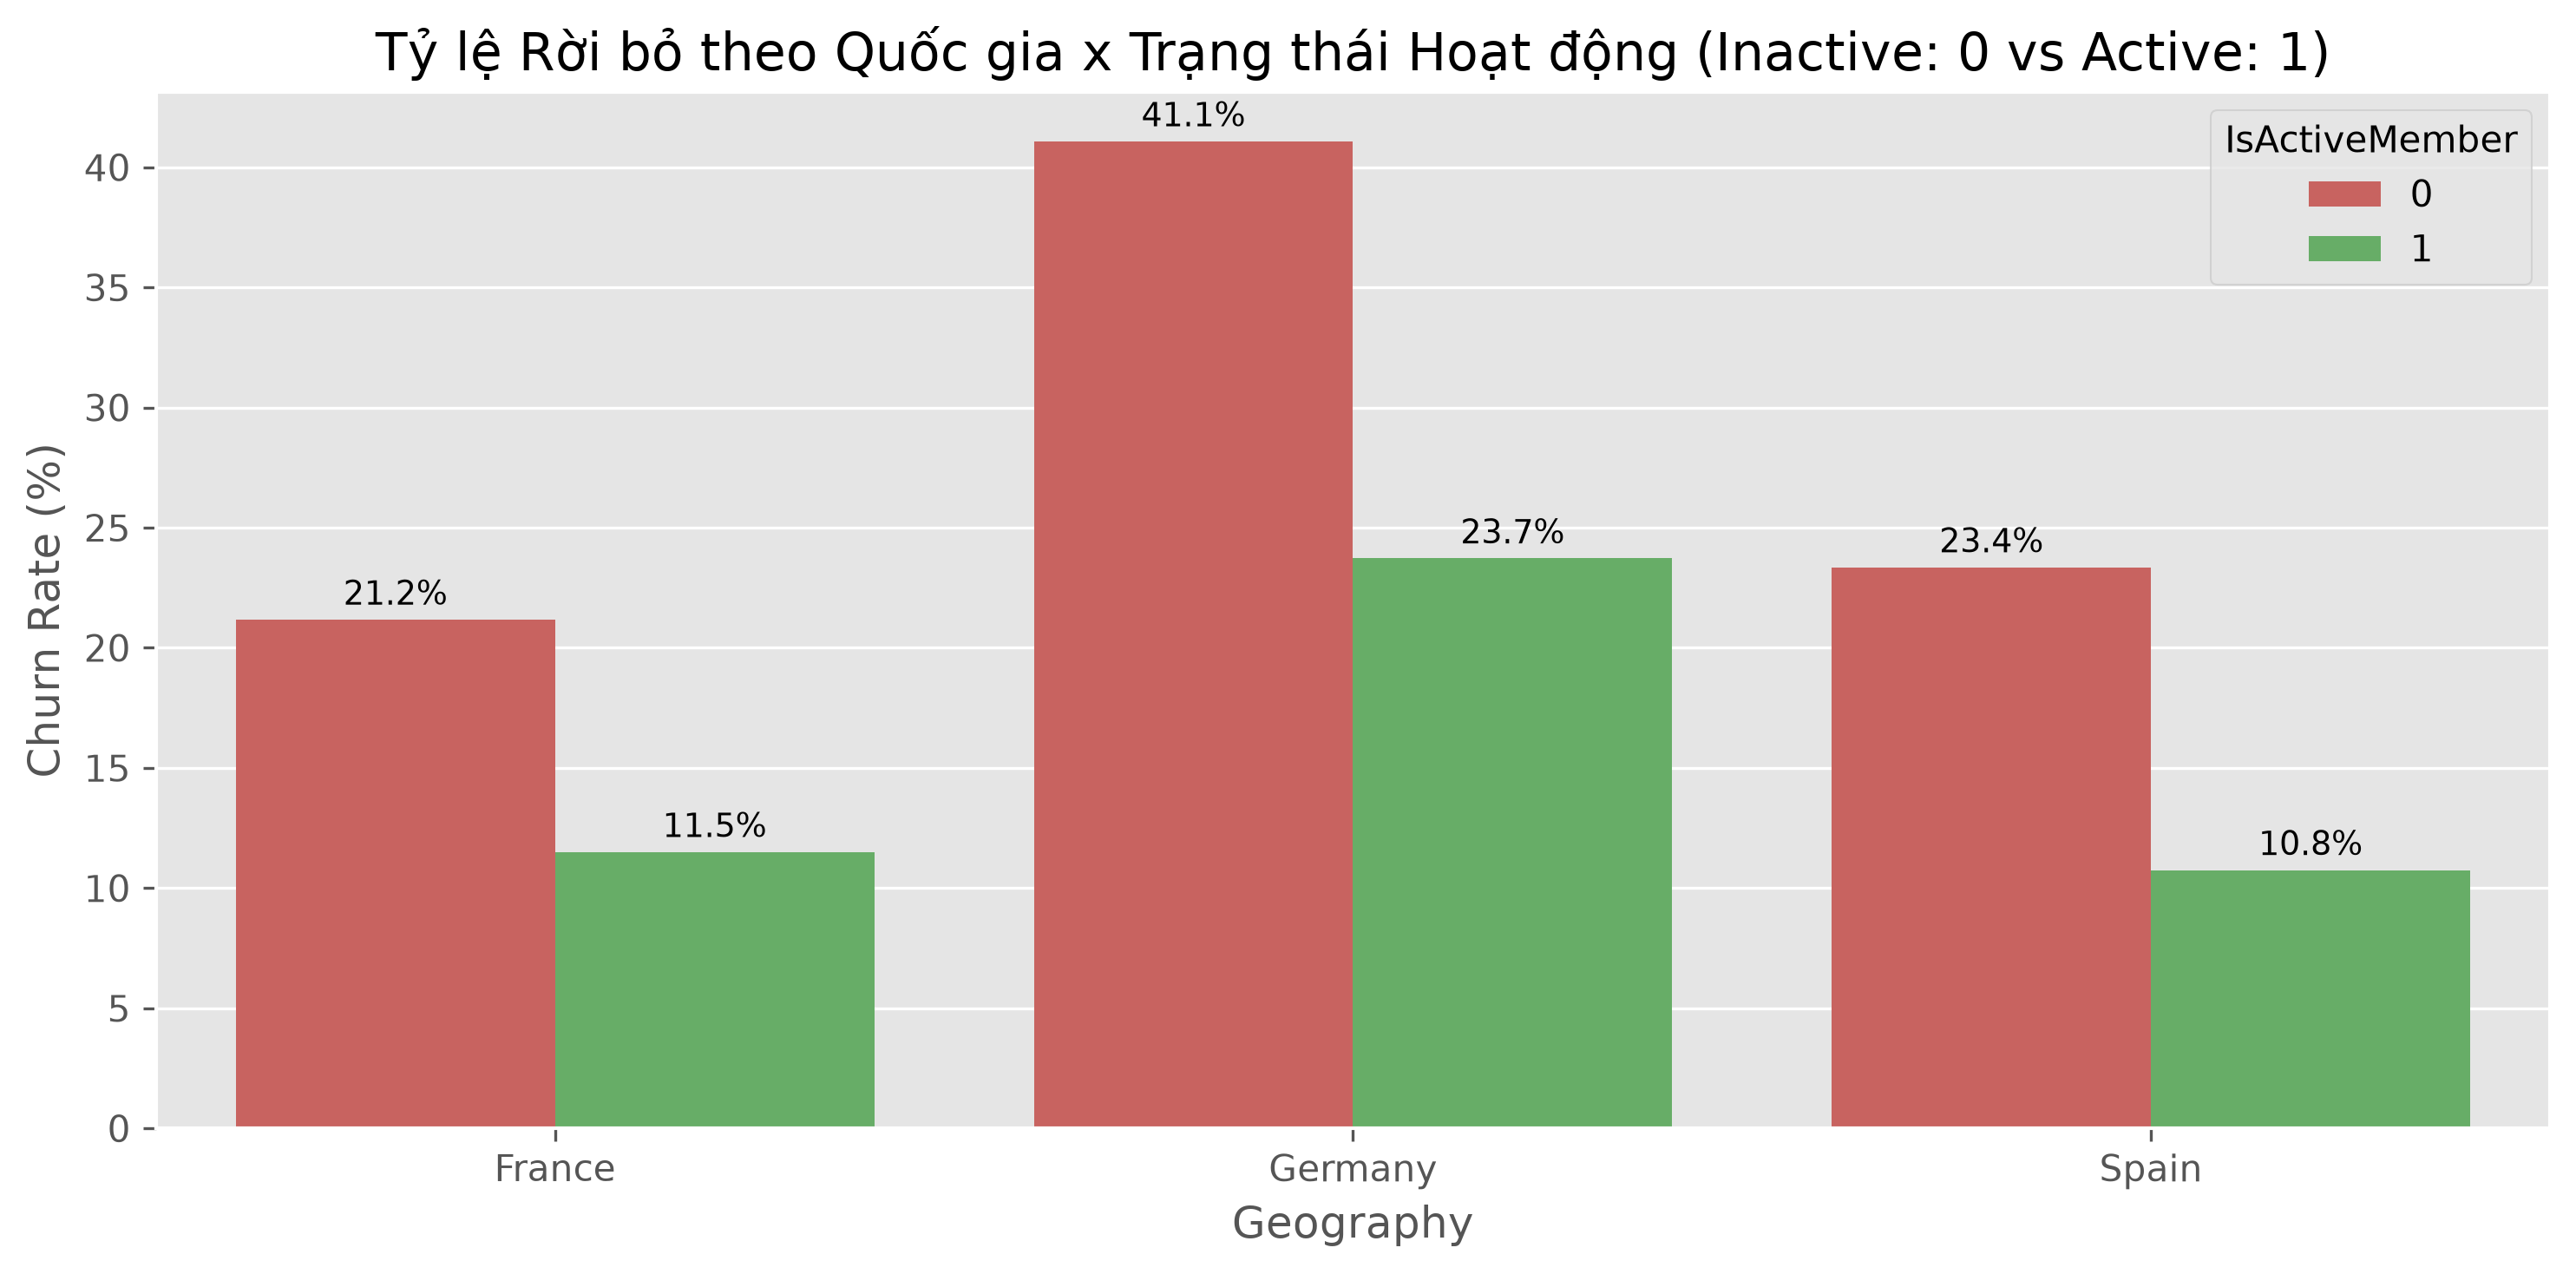 Tỷ lệ Rời bỏ theo Quốc gia x Trạng thái Hoạt động (Inactive: 0 vs Active: 1)
IsActiveMember
0
1
Churn Rate (%)
40
35
30
25
20
15
10
5
0
21.2%
11.5%
41.1%
23.7%
23.4%
10.8%
France
Germany
Spain
Geography